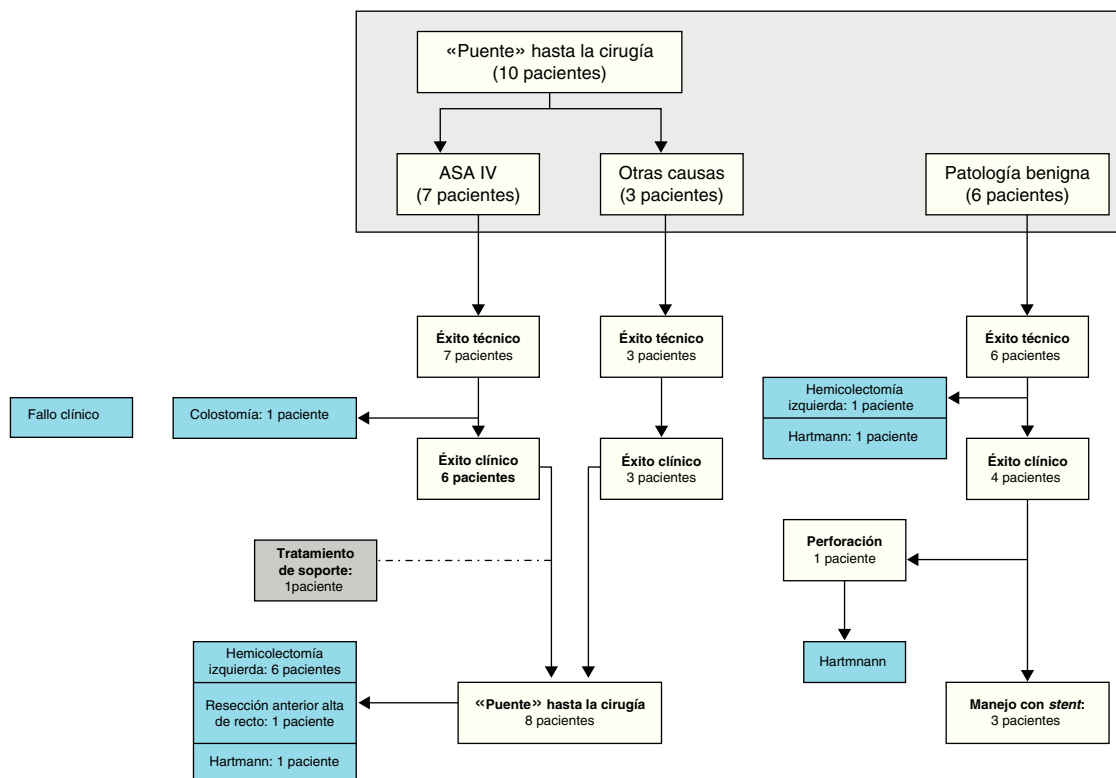 «Puente» hasta la cirugía
(10 pacientes)
ASA IV
(7 pacientes)
Otras causas
(3 pacientes)
Patología benigna
(6 pacientes)
Éxito técnico
7 pacientes
Éxito técnico
3 pacientes
Éxito técnico
6 pacientes
Fallo clínico
Colostomía: 1 paciente
Hemicolectomía
izquierda: 1 paciente
Hartmann: 1 paciente
Éxito clínico
6 pacientes
Éxito clínico
3 pacientes
Éxito clínico
4 pacientes
Tratamiento
de soporte:
1paciente
Perforación
1 paciente
Hartmnann
Hemicolectomía
izquierda: 6 pacientes
Resección anterior alta
de recto: 1 paciente
Hartmann: 1 paciente
«Puente» hasta la cirugía
8 pacientes
Manejo con stent:
3 pacientes